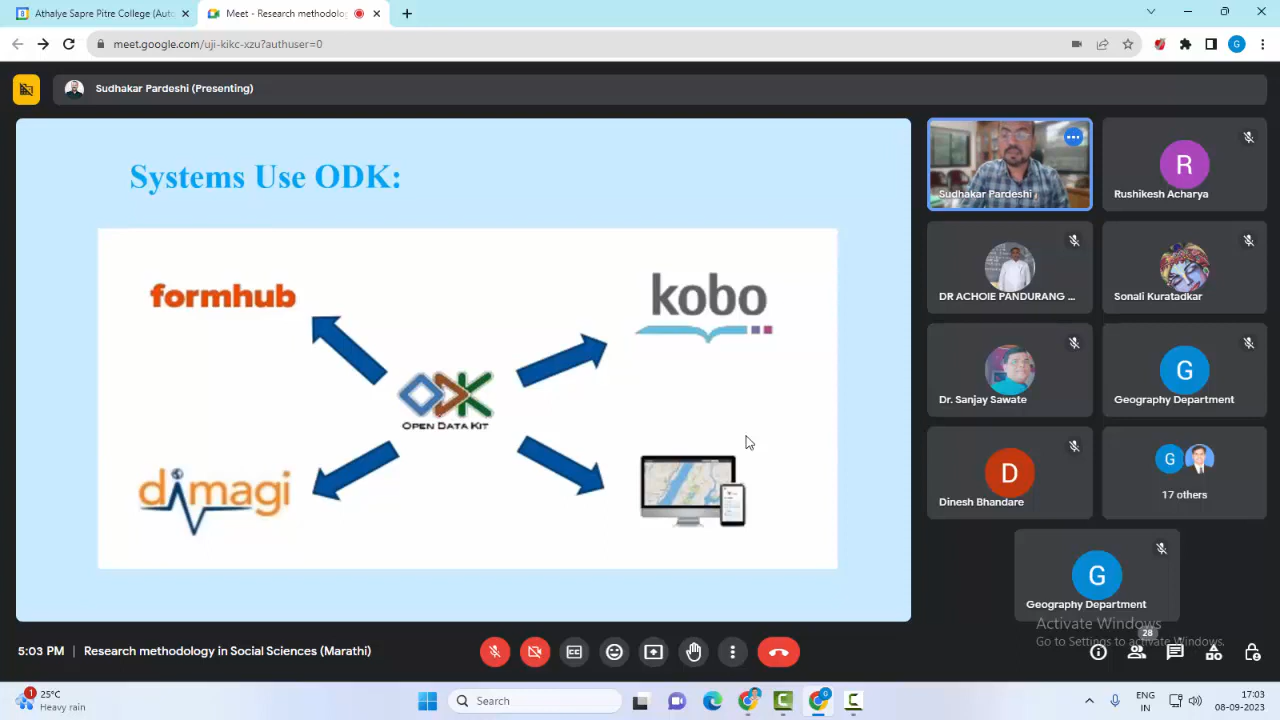 Athalye Sapre Pitre College (Aut
Meet - Research methodolo
meet.google.com/uji-kikc-xzu?authuser=0
G
Sudhakar Pardeshi (Presenting)
Systems Use ODK:
formhub
kobo
ODK
OPEN DATA KIT
dimagi
Sudhakar Pardeshi
R
Rushikesh Acharya
DR ACHOIE PANDURANG ...
Sonali Kuratadkar
Dr. Sanjay Sawate
G
Geography Department
D
Dinesh Bhandare
G
17 others
G
Geography Department
Activate Windows
Go to Settings to activate Windows.
28
5:03 PM | Research methodology in Social Sciences (Marathi)
1
25°C
Heavy rain
Search
ENG
IN
17:03
08-09-2023